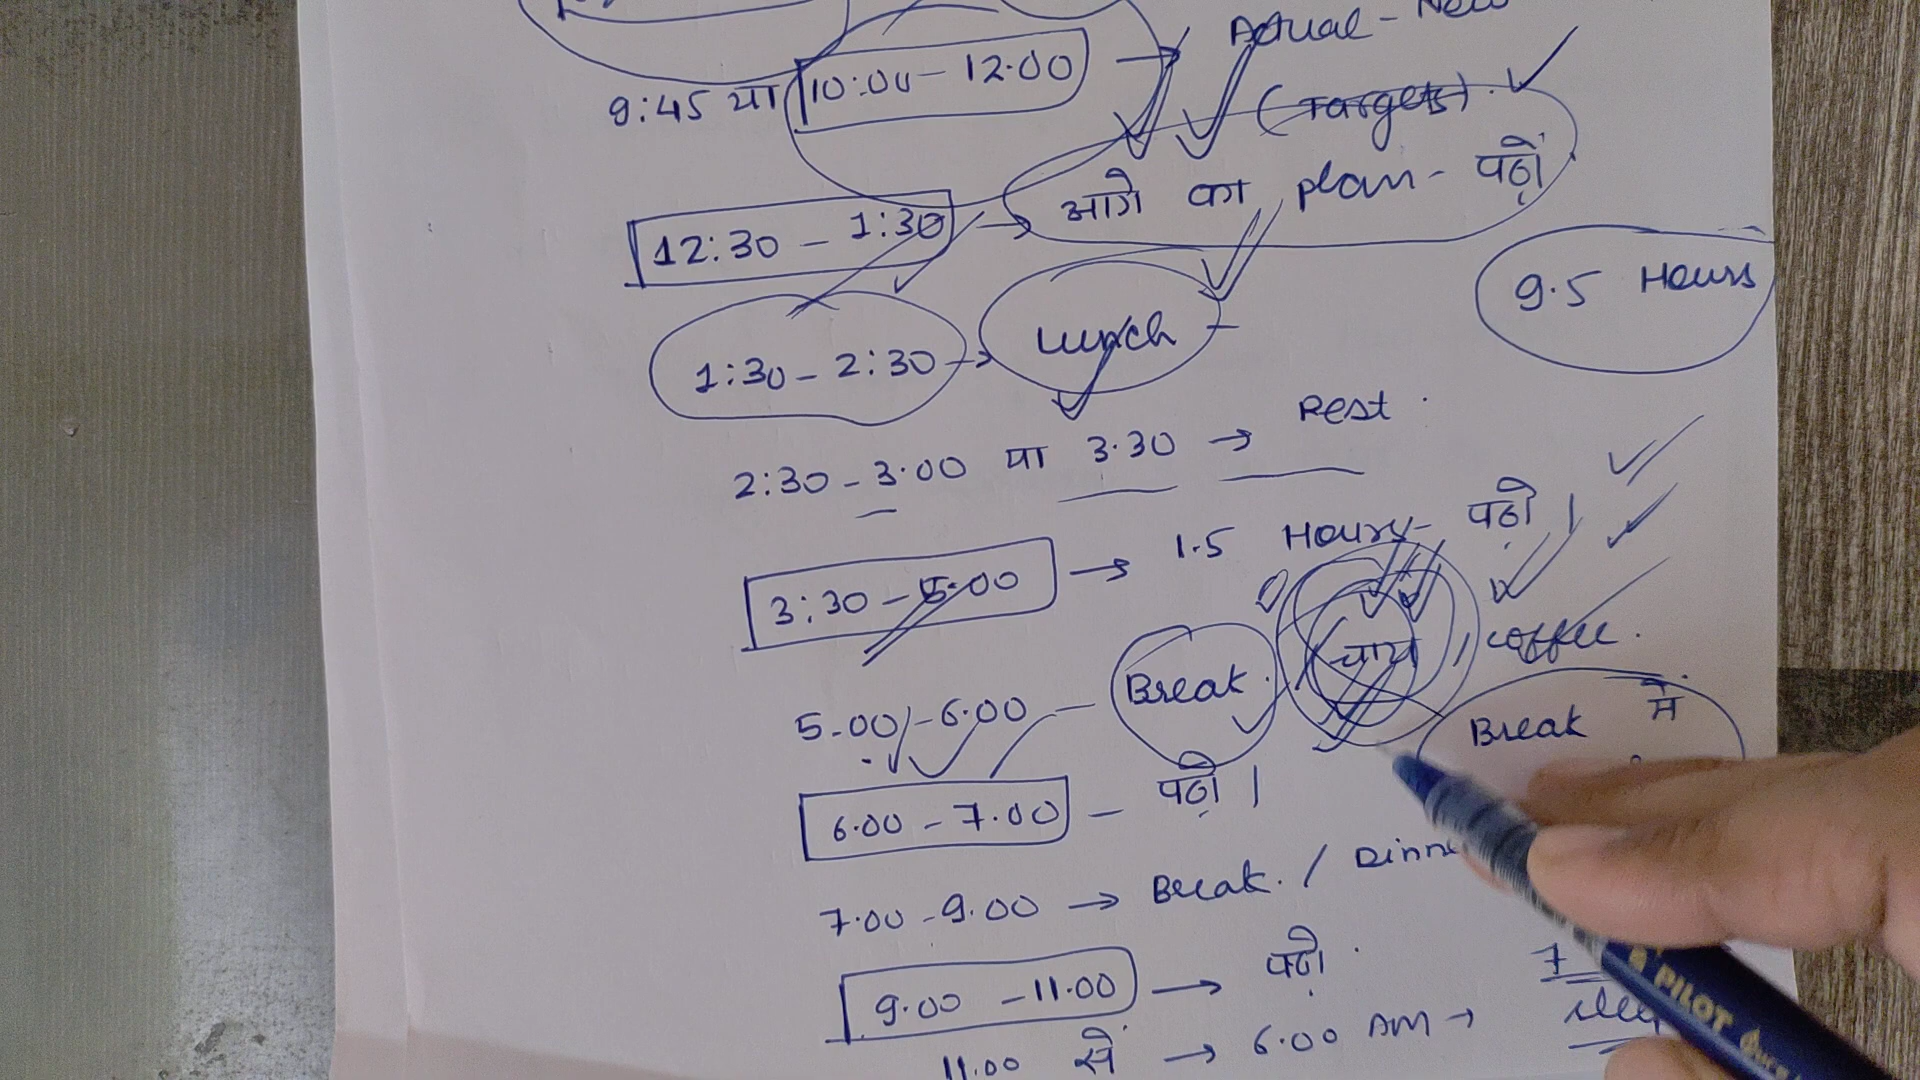 Actual - New
9:45 या 10:00 - 12.00 →
(Targets).
12:30 - 1:30 → आगे का plan - पढ़ो
9.5 Hours
1:30 - 2:30 → Lunch -
2:30 - 3.00 या 3.30 → Rest.
3:30 - 5.00 → 1.5 Hours - पढ़ो।
5.00 - 6.00 - Break. चाय / coffee.
Break में
6.00 - 7.00 - पढ़ो।
7.00 - 9.00 → Break. /
9.00 - 11.00 → पढ़ो.
7
11.00 से → 6.00 AM →
PILOT